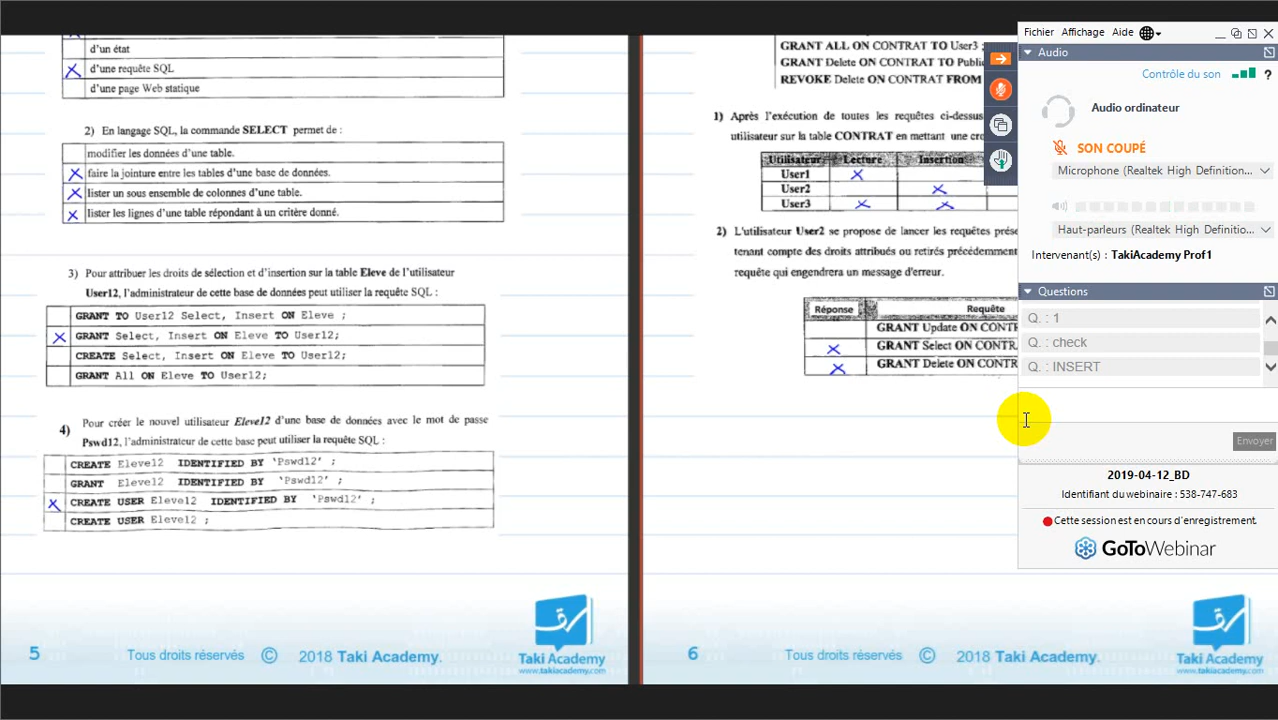 d'un état
d'une requête SQL
d'une page Web statique
2) En langage SQL, la commande SELECT permet de :
modifier les données d'une table.
faire la jointure entre les tables d'une base de données.
lister un sous ensemble de colonnes d'une table.
lister les lignes d'une table répondant à un critère donné.
3) Pour attribuer les droits de sélection et d'insertion sur la table Eleve de l'utilisateur
User12, l'administrateur de cette base de données peut utiliser la requête SQL :
GRANT TO User12 Select, Insert ON Eleve ;
GRANT Select, Insert ON Eleve TO User12;
CREATE Select, Insert ON Eleve TO User12;
GRANT All ON Eleve TO User12;
4) Pour créer le nouvel utilisateur Eleve12 d'une base de données avec le mot de passe
Pswd12, l'administrateur de cette base peut utiliser la requête SQL :
CREATE Eleve12 IDENTIFIED BY 'Pswd12' ;
GRANT Eleve12 IDENTIFIED BY 'Pswd12' ;
CREATE USER Eleve12 IDENTIFIED BY 'Pswd12' ;
CREATE USER Eleve12 ;
5 Tous droits réservés © 2018 Taki Academy.
Taki Academy
www.takiacademy.com
GRANT ALL ON CONTRAT TO User3 ;
GRANT Delete ON CONTRAT TO Publi
REVOKE Delete ON CONTRAT FROM
1) Après l'exécution de toutes les requêtes ci-dessus
utilisateur sur la table CONTRAT en mettant une cro
Utilisateur Lecture Insertion
User1
User2
User3
2) L'utilisateur User2 se propose de lancer les requêtes prése
tenant compte des droits attribués ou retirés précédemment
requête qui engendrera un message d'erreur.
Réponse Requête
GRANT Update ON CONTR
GRANT Select ON CONTR
GRANT Delete ON CONTR
6 Tous droits réservés © 2018 Taki Academy.
Taki Academy
www.takiacademy.com
Fichier Affichage Aide
Audio
Contrôle du son ?
Audio ordinateur
SON COUPÉ
Microphone (Realtek High Definition...
Haut-parleurs (Realtek High Definitio...
Intervenant(s) : TakiAcademy Prof1
Questions
Q. : 1
Q. : check
Q. : INSERT
Envoyer
2019-04-12_BD
Identifiant du webinaire : 538-747-683
Cette session est en cours d'enregistrement.
GoToWebinar